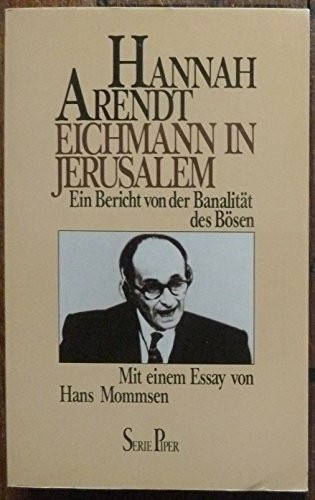 HANNAH
ARENDT
EICHMANN IN
JERUSALEM
Ein Bericht von der Banalität
des Bösen
Mit einem Essay von
Hans Mommsen
SERIE PIPER